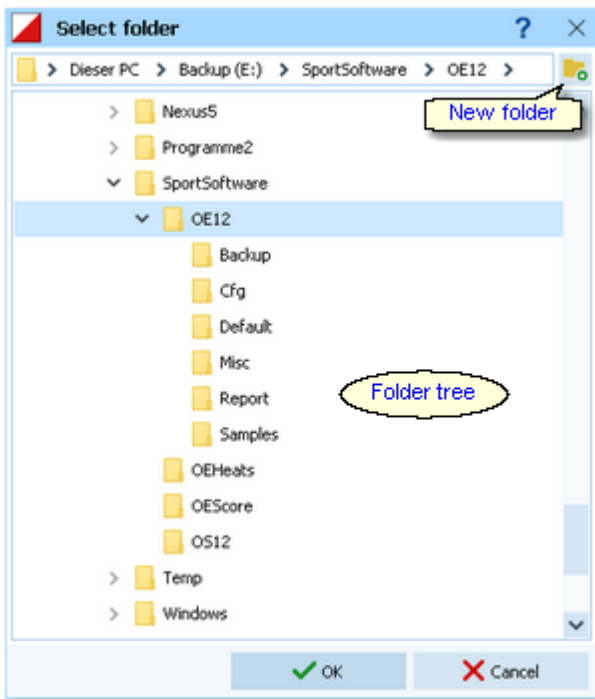 Select folder
Dieser PC > Backup (E:) > SportSoftware > OE12 >
New folder
Nexus5
Programme2
SportSoftware
OE12
Backup
Cfg
Default
Misc
Folder tree
Report
Samples
OEHeats
OEScore
OS12
Temp
Windows
OK
Cancel